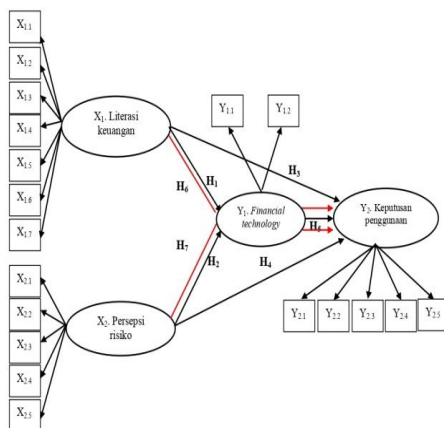 X1.1
X1.2
X1.3
X1.4
X1.5
X1.6
X1.7
X1. Literasi
keuangan
Y1.1
Y1.2
H1
H6
H3
Y1. Financial
technology
H5
Y2. Keputusan
penggunaan
H7
H2
H4
X2.1
X2.2
X2.3
X2.4
X2.5
X2. Persepsi
risiko
Y2.1
Y2.2
Y2.3
Y2.4
Y2.5